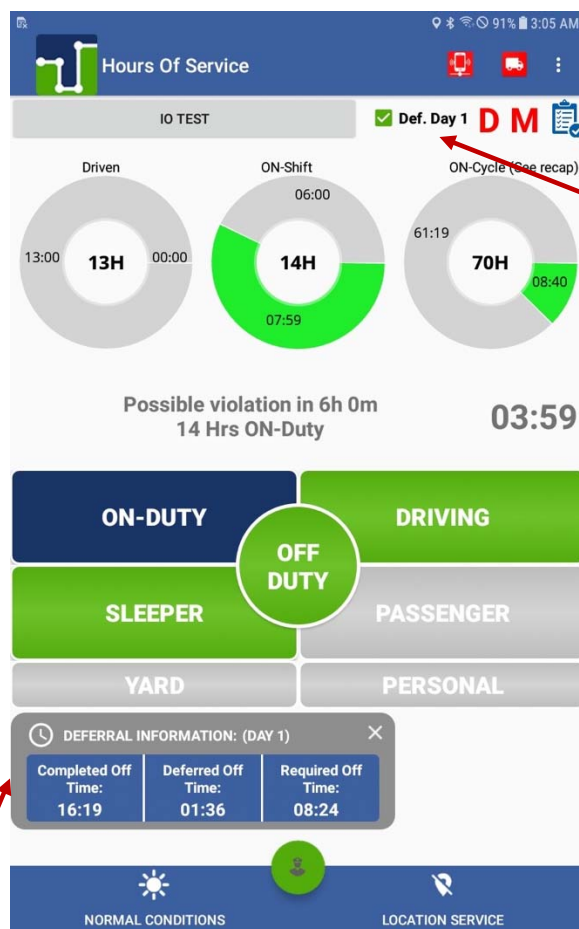 91% 3:05 AM
Hours Of Service
IO TEST
Def. Day 1 D M
Driven
ON-Shift
ON-Cycle (See recap)
06:00
61:19
13:00
13H
00:00
14H
70H
08:40
07:59
Possible violation in 6h 0m
14 Hrs ON-Duty
03:59
ON-DUTY
DRIVING
OFF
DUTY
SLEEPER
PASSENGER
YARD
PERSONAL
DEFERRAL INFORMATION: (DAY 1)
Completed Off
Time:
16:19
Deferred Off
Time:
01:36
Required Off
Time:
08:24
NORMAL CONDITIONS
LOCATION SERVICE